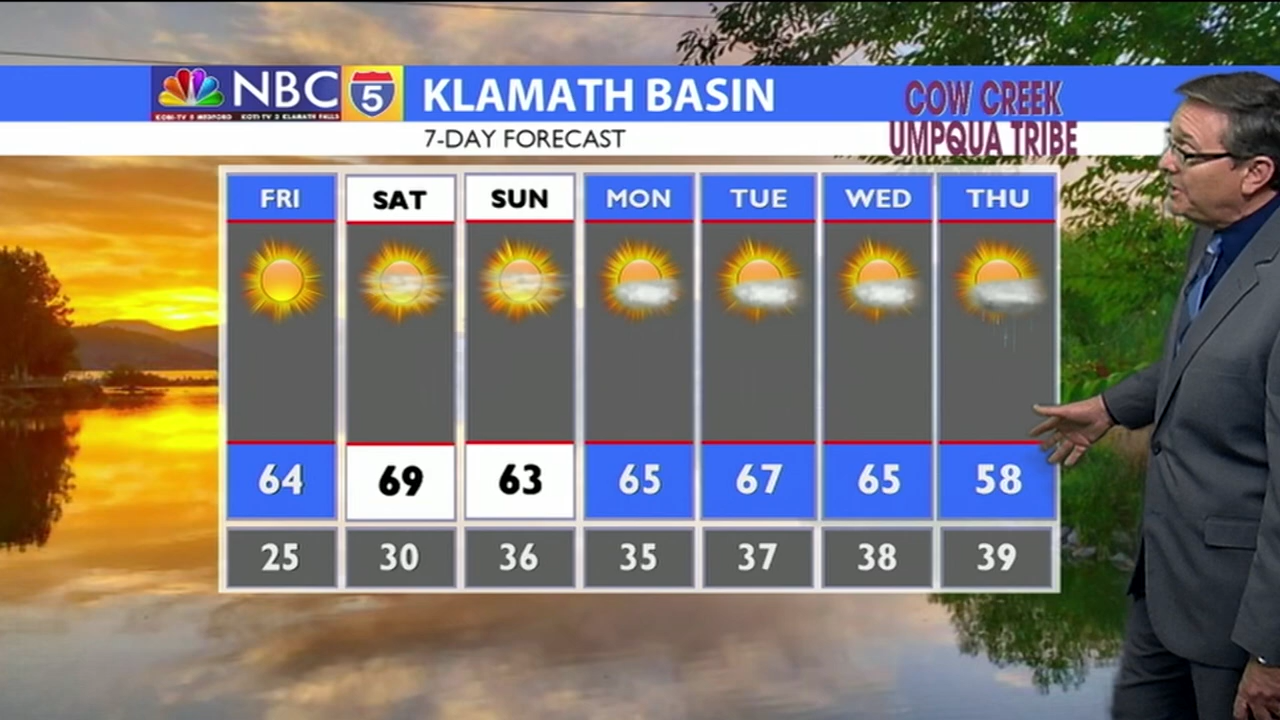 NBC 5
KOBI-TV 5 MEDFORD KOTI-TV 2 KLAMATH FALLS
KLAMATH BASIN
7-DAY FORECAST
COW CREEK
UMPQUA TRIBE
FRI SAT SUN MON TUE WED THU
64 69 63 65 67 65 58
25 30 36 35 37 38 39